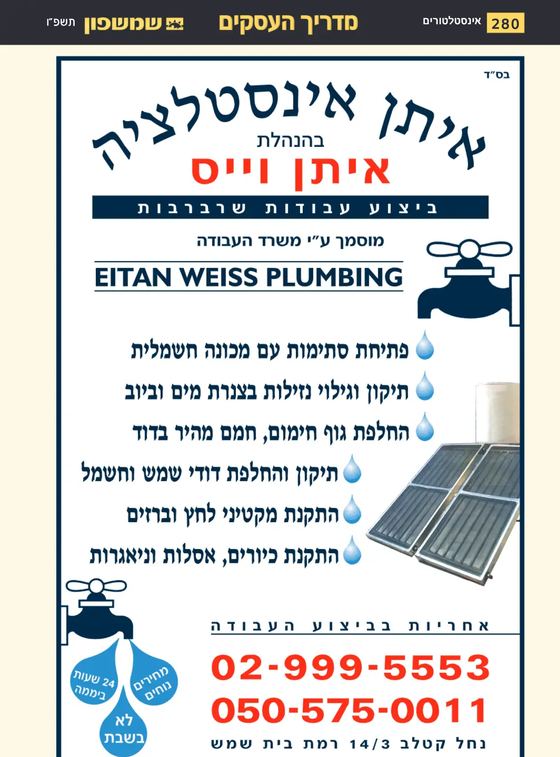 280 אינסטלטורים מדריך העסקים שמשפון תשפ״ו
בס״ד
איתן אינסטלציה
בהנהלת
איתן וייס
ביצוע עבודות שרברבות
מוסמך ע״י משרד העבודה
EITAN WEISS PLUMBING
פתיחת סתימות עם מכונה חשמלית
תיקון וגילוי נזילות בצנרת מים וביוב
החלפת גוף חימום, חמם מהיר בדוד
תיקון והחלפת דודי שמש וחשמל
התקנת מקטיני לחץ וברזים
התקנת כיורים, אסלות וניאגרות
אחריות בביצוע העבודה
02-999-5553
050-575-0011
נחל קטלב 14/3 רמת בית שמש
מחירים
נוחים
24 שעות
ביממה
לא
בשבת